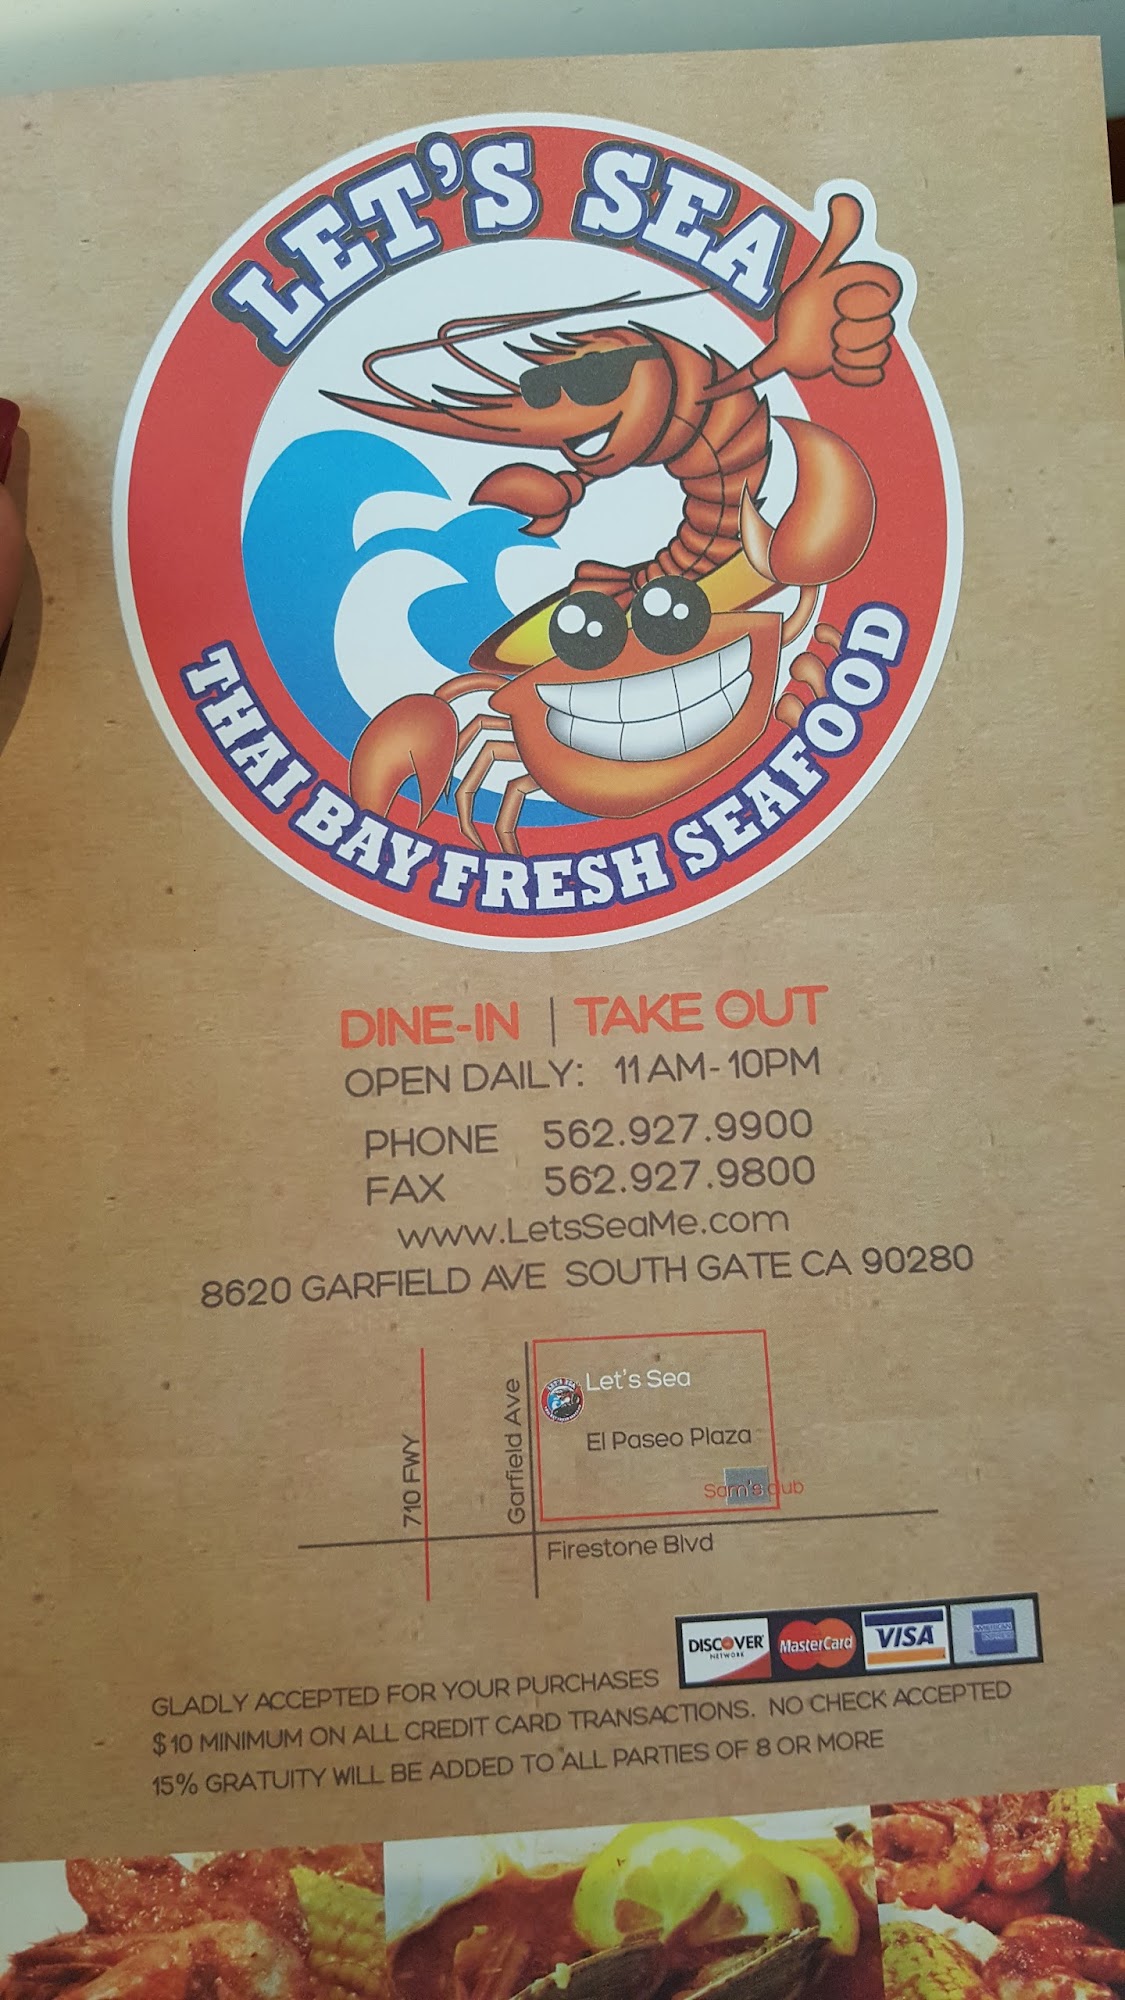 LET'S SEA
THAI BAY FRESH SEAFOOD
DINE-IN | TAKE OUT
OPEN DAILY: 11AM-10PM
PHONE 562.927.9900
FAX 562.927.9800
www.LetsSeaMe.com
8620 GARFIELD AVE SOUTH GATE CA 90280
710 FWY
Garfield Ave
Let's Sea
El Paseo Plaza
Sam's club
Firestone Blvd
DISCOVER NETWORK MasterCard VISA AMERICAN EXPRESS
GLADLY ACCEPTED FOR YOUR PURCHASES
$10 MINIMUM ON ALL CREDIT CARD TRANSACTIONS. NO CHECK ACCEPTED
15% GRATUITY WILL BE ADDED TO ALL PARTIES OF 8 OR MORE